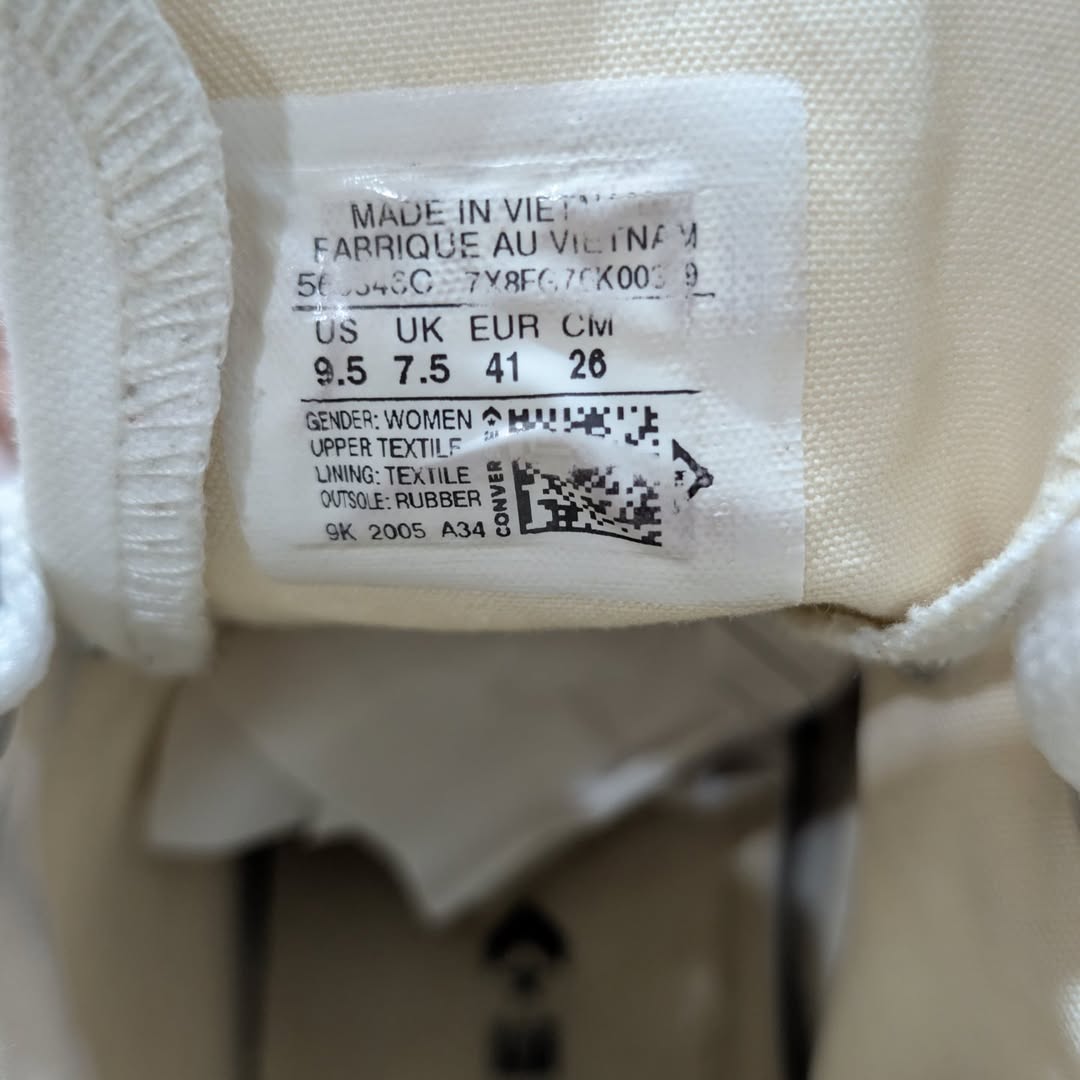 MADE IN
FABRIQUE AU VIETNAM
US UK EUR CM
9.5 7.5 41 26
GENDER: WOMEN
UPPER TEXTILE
LINING: TEXTILE
OUTSOLE: RUBBER
9K 2005 A34
CONVER